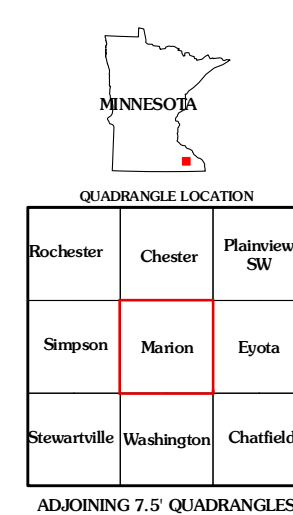 MINNESOTA
QUADRANGLE LOCATION
Rochester
Chester
Plainview
SW
Simpson
Marion
Eyota
Stewartville
Washington
Chatfield
ADJOINING 7.5' QUADRANGLES